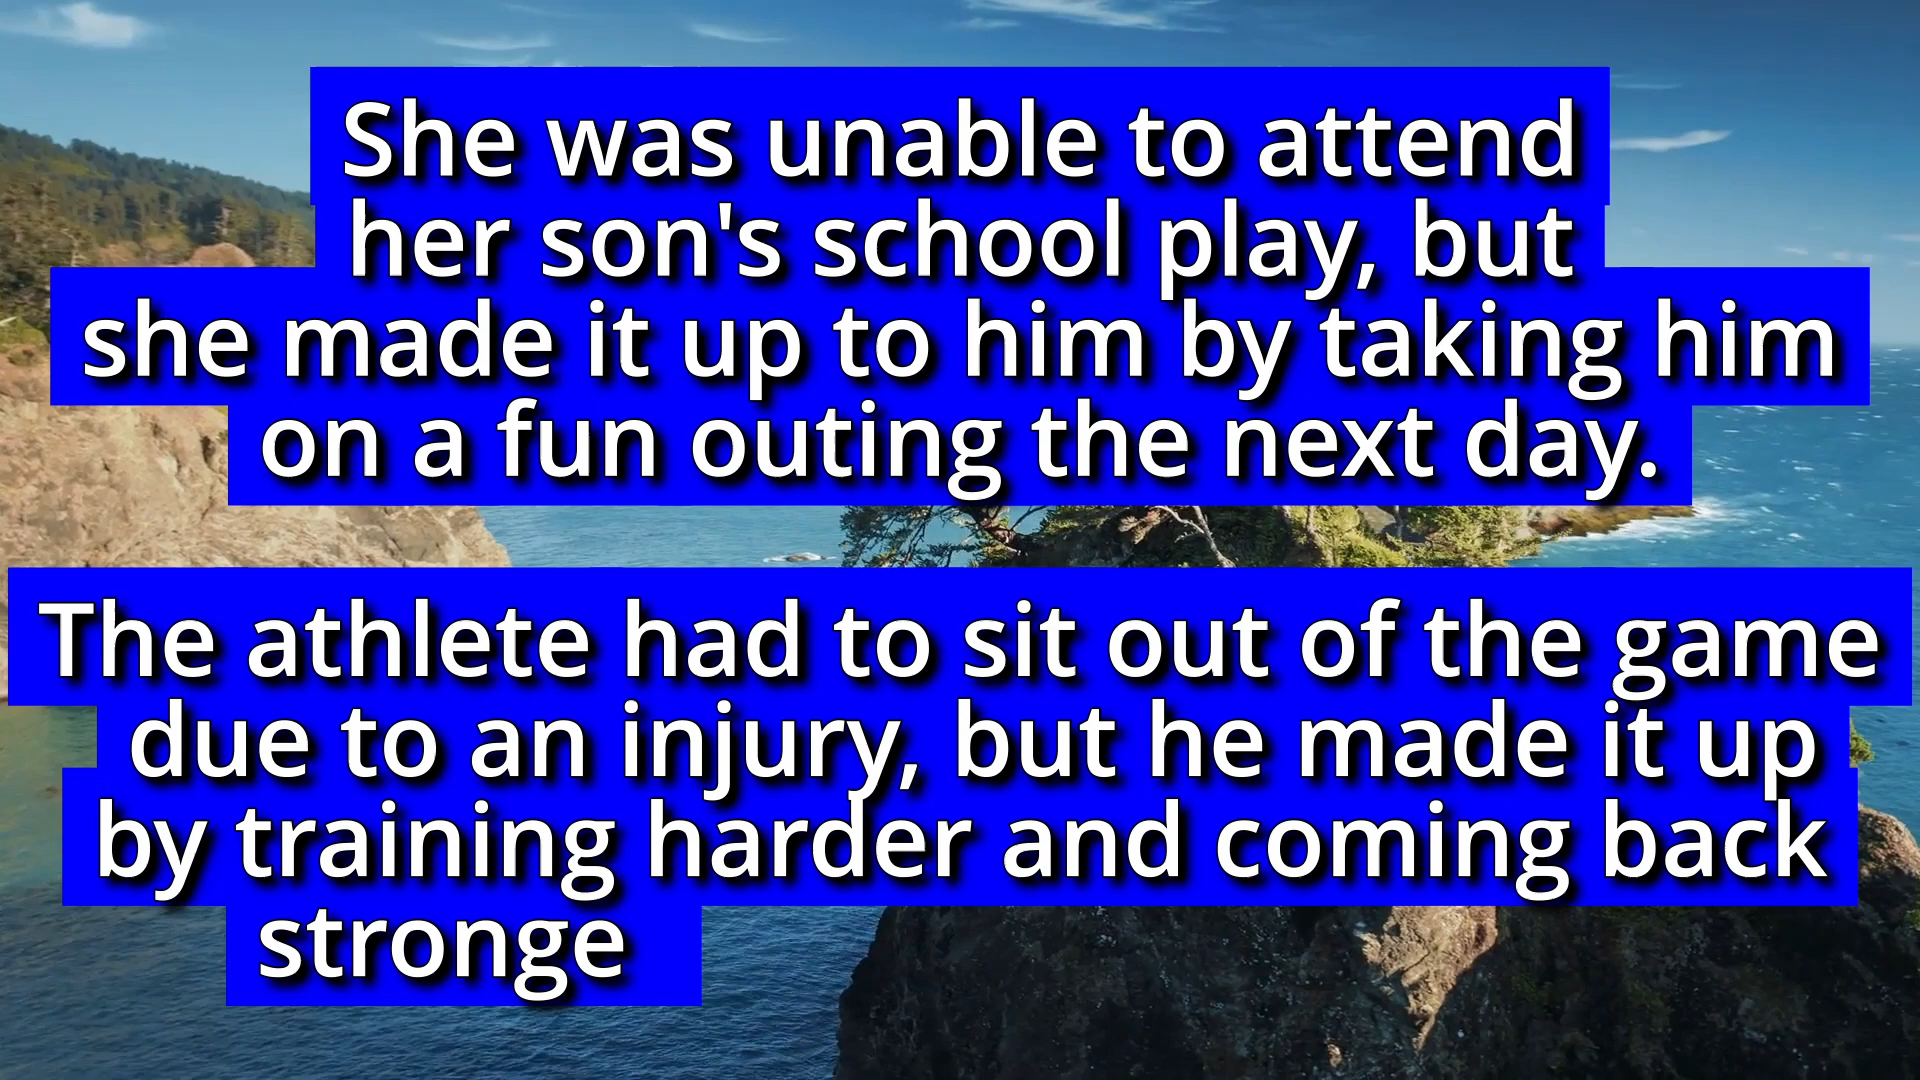 She was unable to attend
her son's school play, but
she made it up to him by taking him
on a fun outing the next day.
The athlete had to sit out of the game
due to an injury, but he made it up
by training harder and coming back
stronge